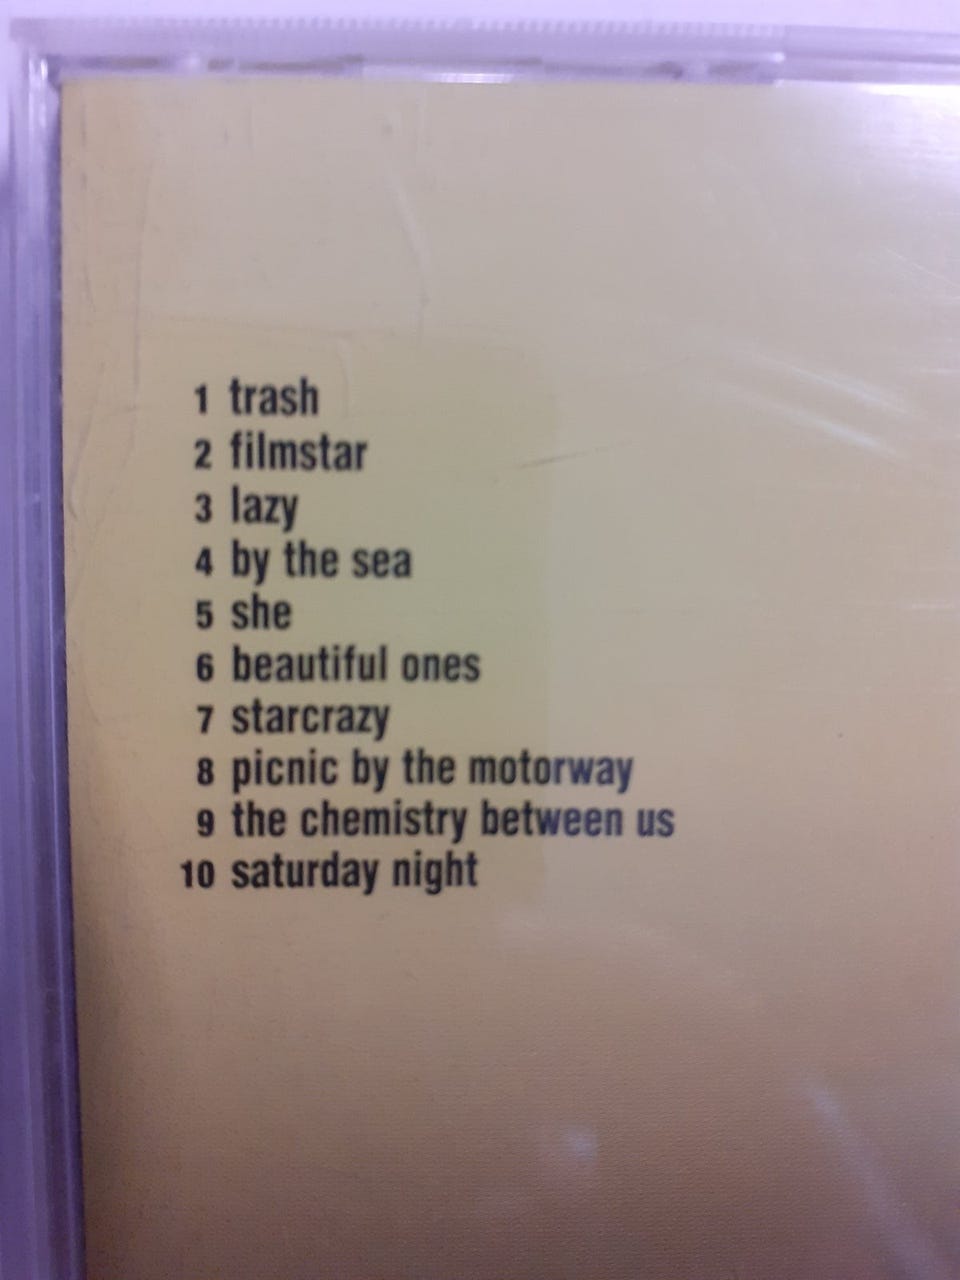 1 trash
2 filmstar
3 lazy
4 by the sea
5 she
6 beautiful ones
7 starcrazy
8 picnic by the motorway
9 the chemistry between us
10 saturday night